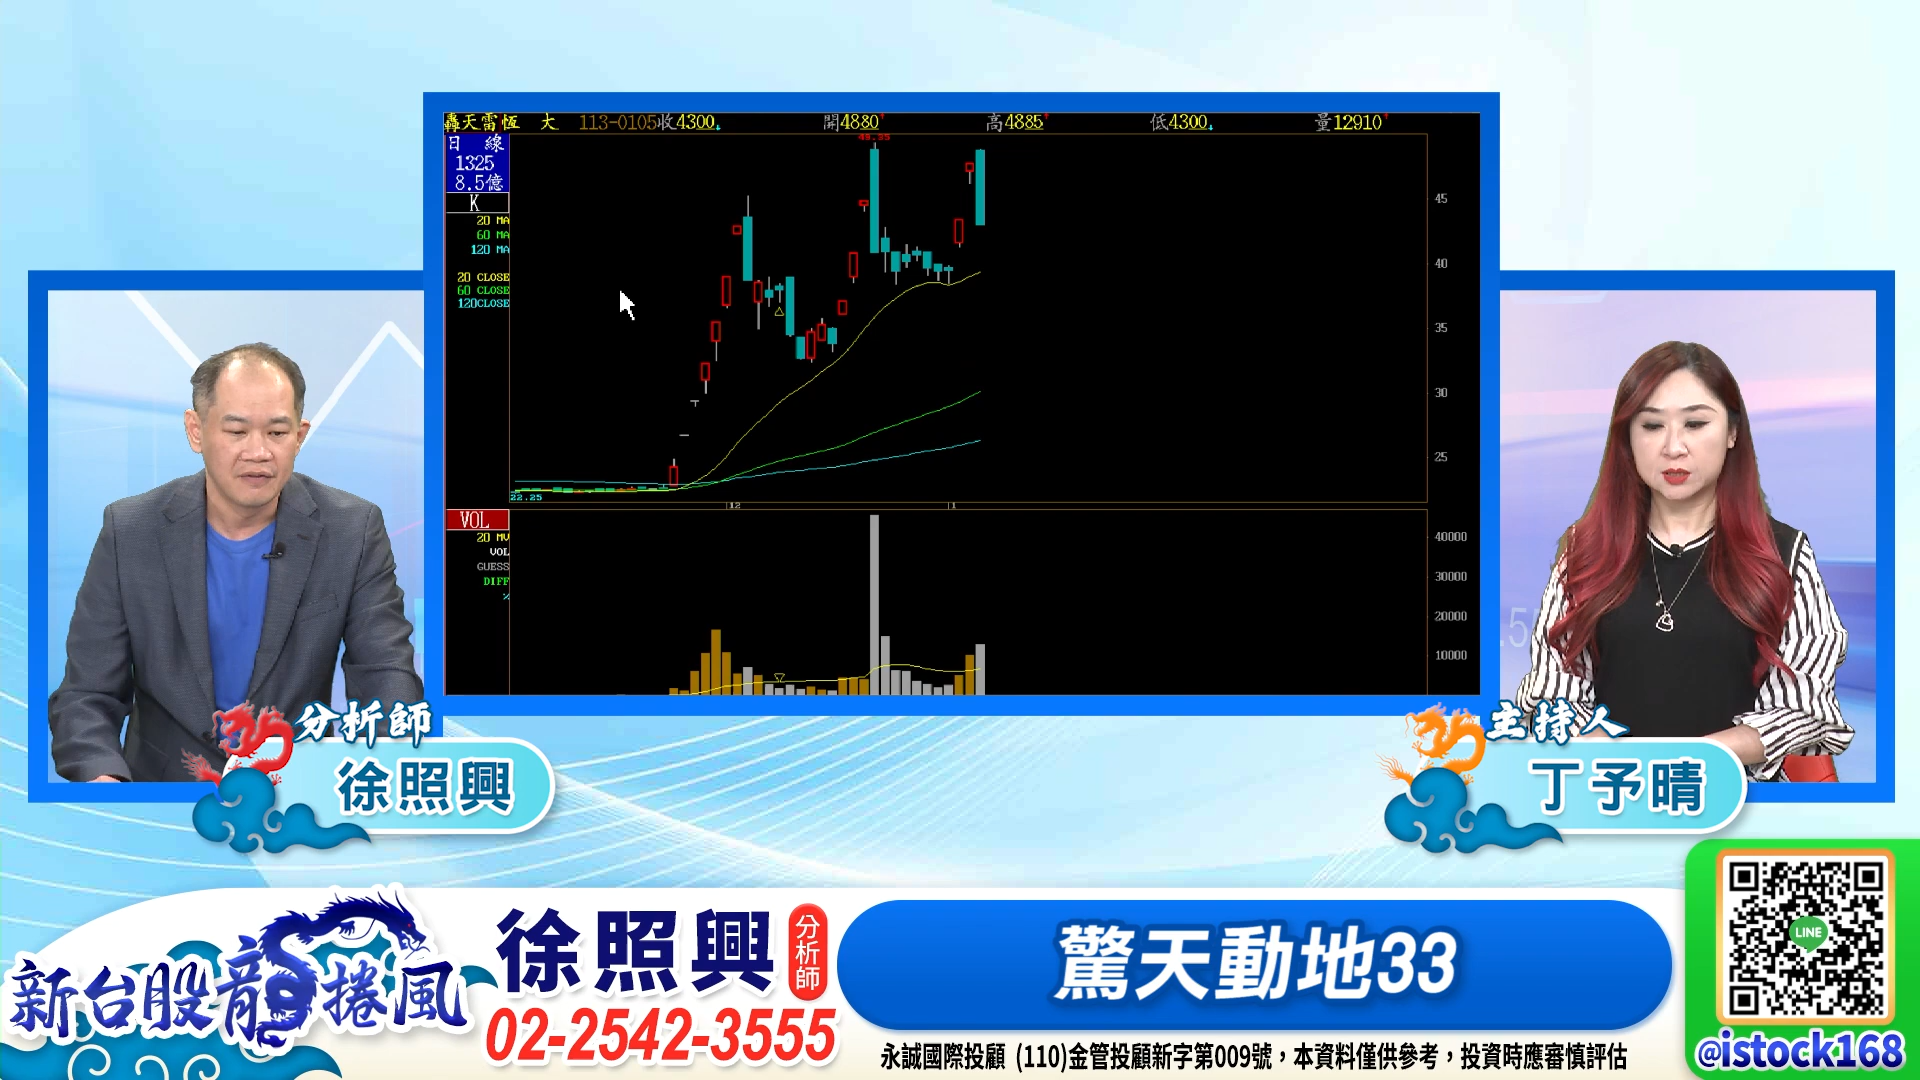 轟天雷恆 大 113-0105收4300 開4880 高4885 低4300 量12910
日 線
1325
8.5億
K
20 MA
60 MA
120 MA
20 CLOSE
60 CLOSE
120CLOSE
48.25
45
40
35
30
25
22.25
12
1
VOL
20 MV
VOL
GUESS
DIFF
%
40000
30000
20000
10000
分析師
徐照興
主持人
丁予晴
新台股龍捲風
徐照興
分析師
02-2542-3555
驚天動地33
永誠國際投顧 (110)金管投顧新字第009號，本資料僅供參考，投資時應審慎評估
LINE
@istock168